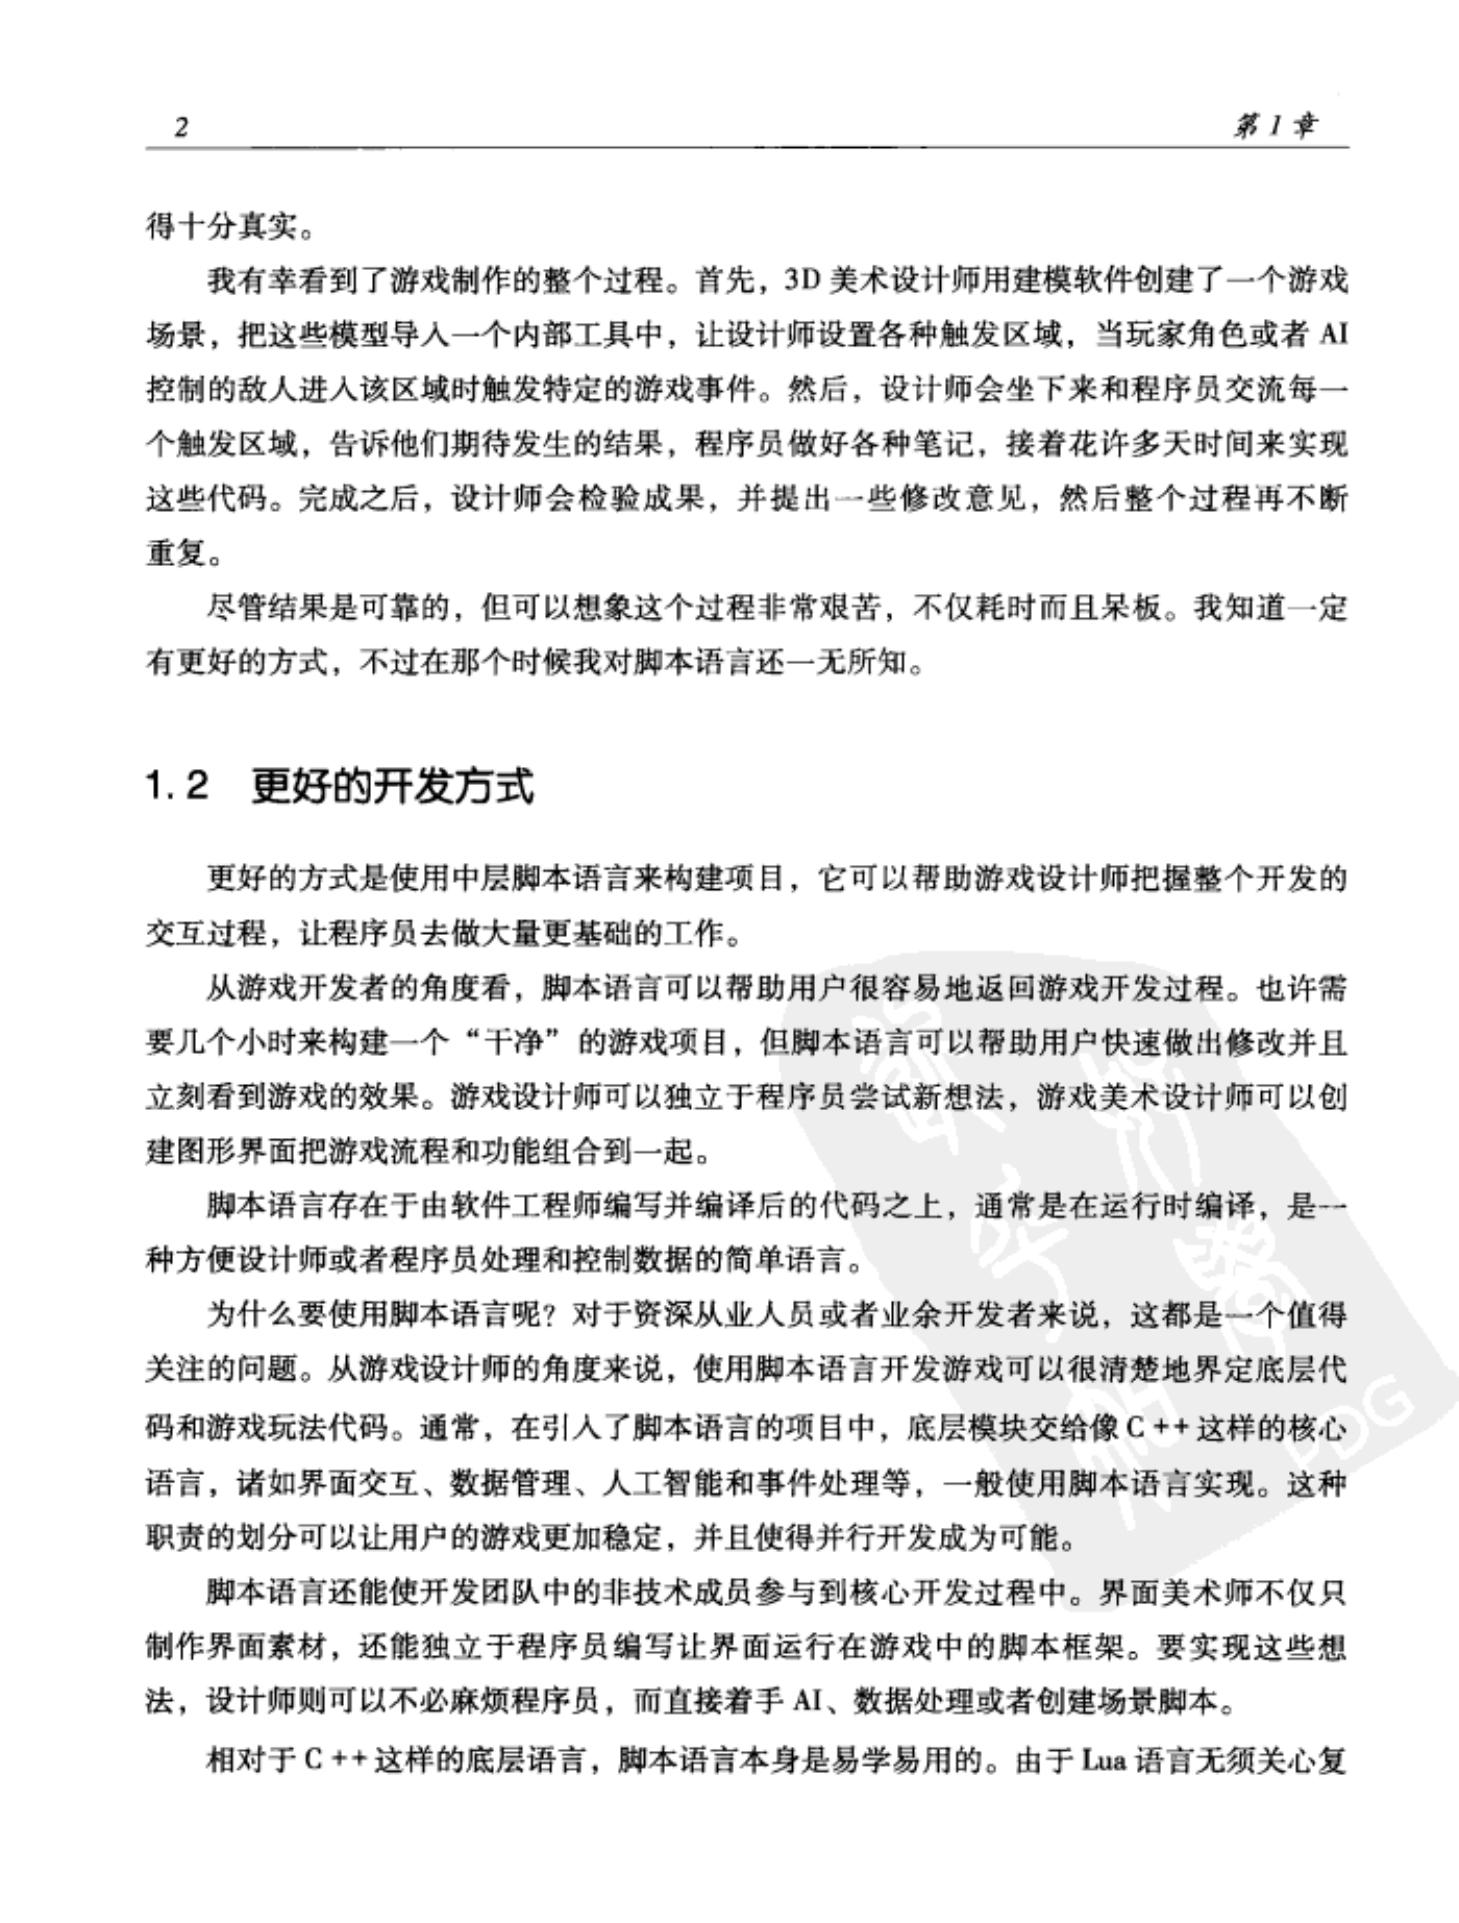 2
第1章
得十分真实。
我有幸看到了游戏制作的整个过程。首先，3D 美术设计师用建模软件创建了一个游戏
场景，把这些模型导入一个内部工具中，让设计师设置各种触发区域，当玩家角色或者 AI
控制的敌人进入该区域时触发特定的游戏事件。然后，设计师会坐下来和程序员交流每一
个触发区域，告诉他们期待发生的结果，程序员做好各种笔记，接着花许多天时间来实现
这些代码。完成之后，设计师会检验成果，并提出一些修改意见，然后整个过程再不断
重复。
尽管结果是可靠的，但可以想象这个过程非常艰苦，不仅耗时而且呆板。我知道一定
有更好的方式，不过在那个时候我对脚本语言还一无所知。
1.2 更好的开发方式
更好的方式是使用中层脚本语言来构建项目，它可以帮助游戏设计师把握整个开发的
交互过程，让程序员去做大量更基础的工作。
从游戏开发者的角度看，脚本语言可以帮助用户很容易地返回游戏开发过程。也许需
要几个小时来构建一个“干净”的游戏项目，但脚本语言可以帮助用户快速做出修改并且
立刻看到游戏的效果。游戏设计师可以独立于程序员尝试新想法，游戏美术设计师可以创
建图形界面把游戏流程和功能组合到一起。
脚本语言存在于由软件工程师编写并编译后的代码之上，通常是在运行时编译，是一
种方便设计师或者程序员处理和控制数据的简单语言。
为什么要使用脚本语言呢？对于资深从业人员或者业余开发者来说，这都是一个值得
关注的问题。从游戏设计师的角度来说，使用脚本语言开发游戏可以很清楚地界定底层代
码和游戏玩法代码。通常，在引入了脚本语言的项目中，底层模块交给像 C ++ 这样的核心
语言，诸如界面交互、数据管理、人工智能和事件处理等，一般使用脚本语言实现。这种
职责的划分可以让用户的游戏更加稳定，并且使得并行开发成为可能。
脚本语言还能使开发团队中的非技术成员参与到核心开发过程中。界面美术师不仅只
制作界面素材，还能独立于程序员编写让界面运行在游戏中的脚本框架。要实现这些想
法，设计师则可以不必麻烦程序员，而直接着手 AI、数据处理或者创建场景脚本。
相对于 C ++ 这样的底层语言，脚本语言本身是易学易用的。由于 Lua 语言无须关心复
PDG